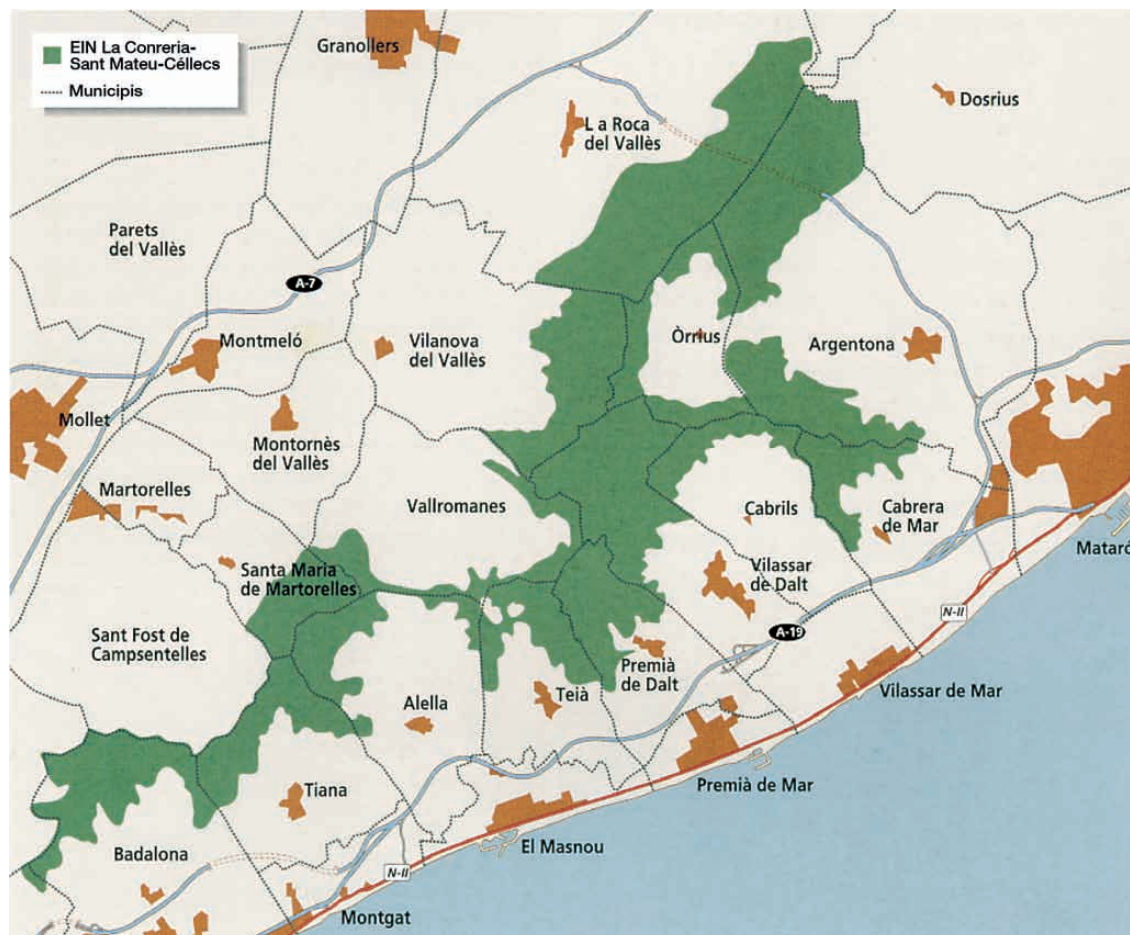 EIN La Conreria-
Sant Mateu-Céllecs
Municipis
Granollers
Dosrius
L a Roca
del Vallès
Parets
del Vallès
A-7
Montmeló
Vilanova
del Vallès
Òrrius
Argentona
Mollet
Montornès
del Vallès
Martorelles
Vallromanes
Cabrils
Cabrera
de Mar
Mataró
Santa Maria
de Martorelles
Vilassar
de Dalt
N-II
Sant Fost de
Campsentelles
A-19
Premià
de Dalt
Alella
Teià
Vilassar de Mar
Tiana
Premià de Mar
El Masnou
Badalona
N-II
Montgat